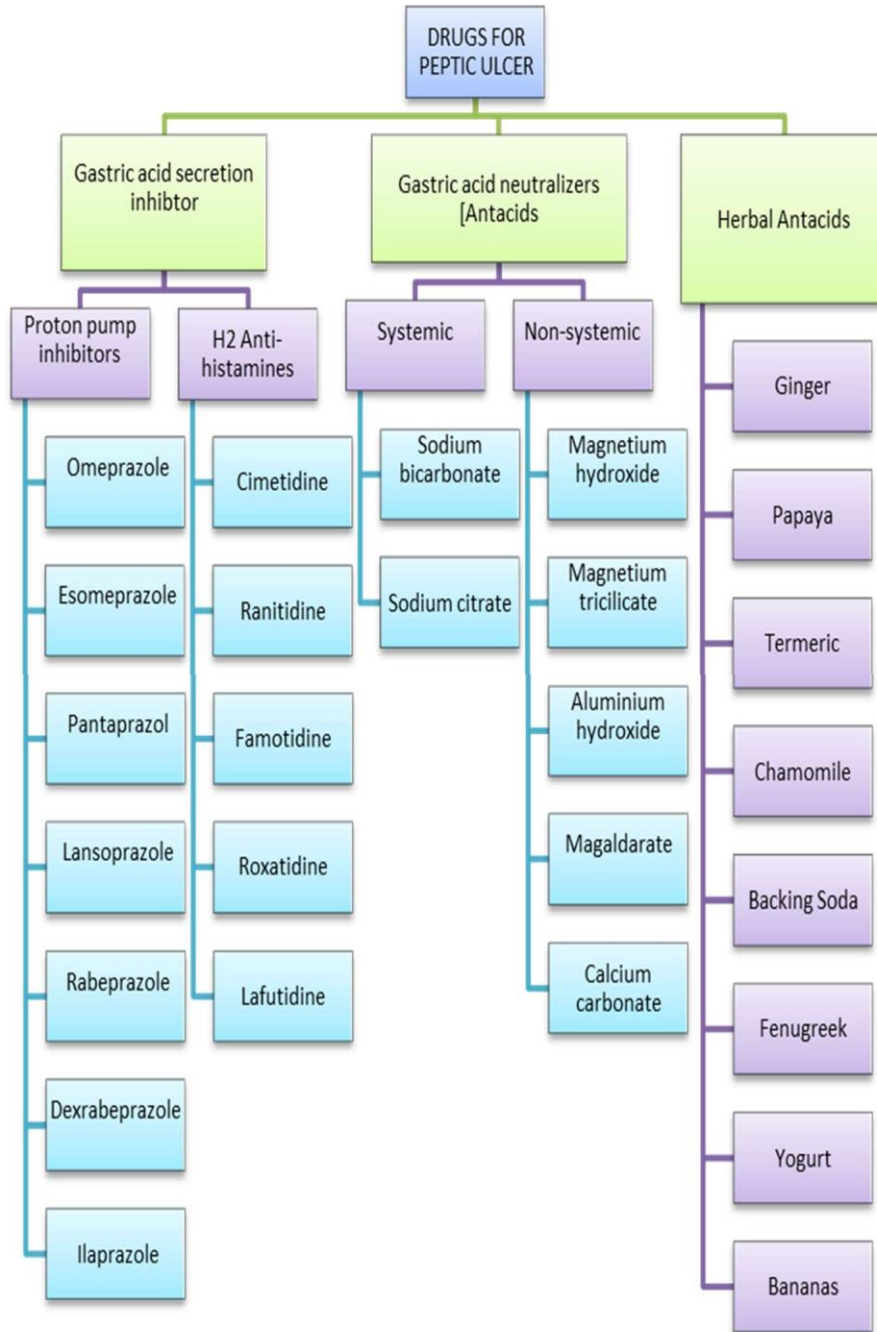 DRUGS FOR
PEPTIC ULCER
Gastric acid secretion
inhibtor
Gastric acid neutralizers
[Antacids
Herbal Antacids
Proton pump
inhibitors
H2 Anti-
histamines
Systemic
Non-systemic
Omeprazole
Esomeprazole
Pantaprazol
Lansoprazole
Rabeprazole
Dexrabeprazole
Ilaprazole
Cimetidine
Ranitidine
Famotidine
Roxatidine
Lafutidine
Sodium
bicarbonate
Sodium citrate
Magnetium
hydroxide
Magnetium
tricilicate
Aluminium
hydroxide
Magaldarate
Calcium
carbonate
Ginger
Papaya
Termeric
Chamomile
Backing Soda
Fenugreek
Yogurt
Bananas